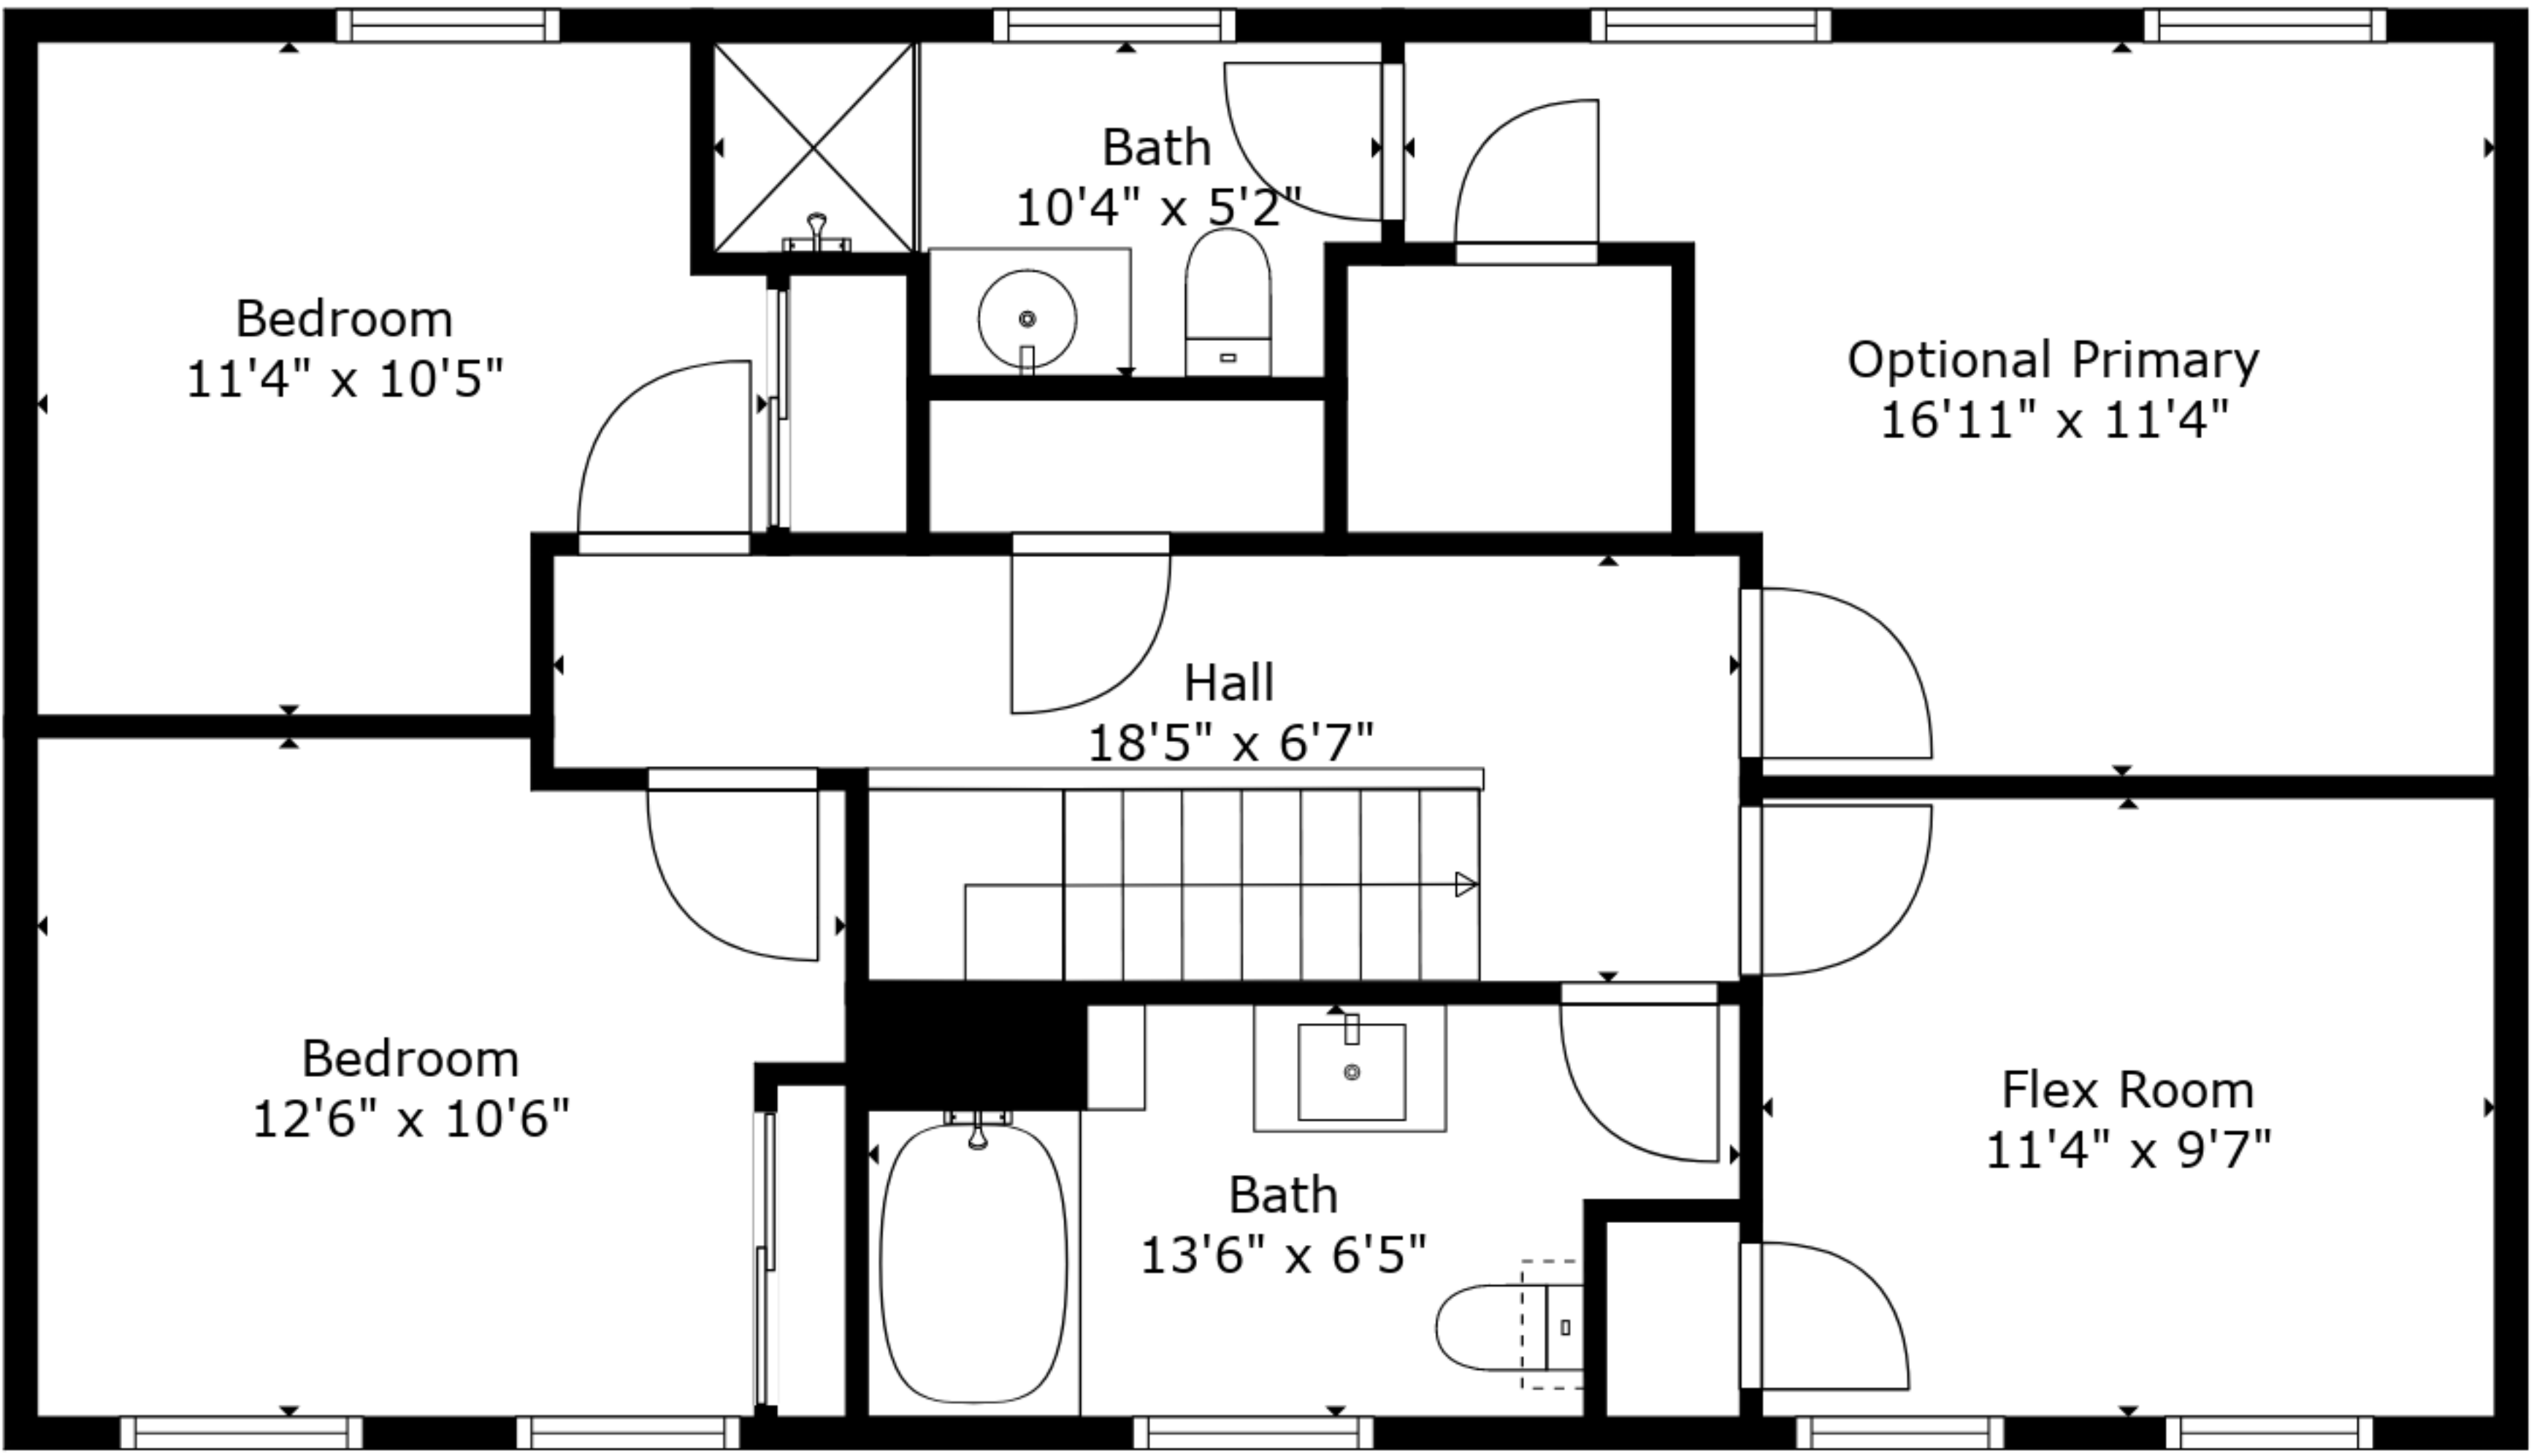 Bath
10'4" x 5'2"
Bedroom
11'4" x 10'5"
Optional Primary
16'11" x 11'4"
Hall
18'5" x 6'7"
Bedroom
12'6" x 10'6"
Flex Room
11'4" x 9'7"
Bath
13'6" x 6'5"